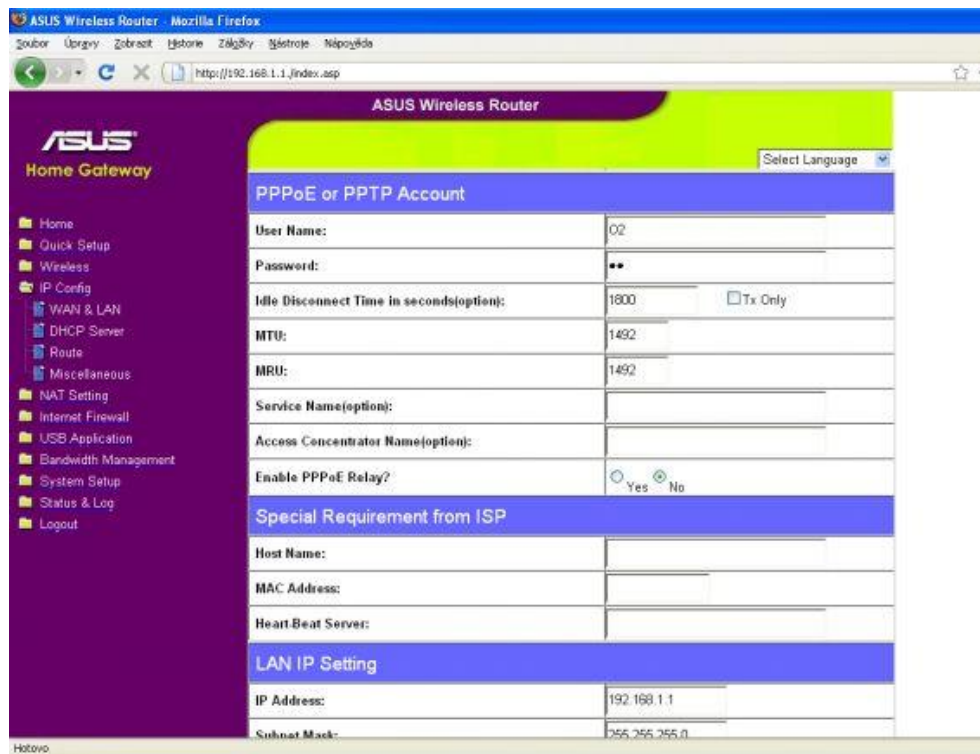 ASUS Wireless Router - Mozilla Firefox
Soubor Úpravy Zobrazit Historie Záložky Nástroje Nápověda
http://192.168.1.1./index.asp
ASUS Wireless Router
ASUS
Home Gateway
Select Language
Home
Quick Setup
Wireless
IP Config
WAN & LAN
DHCP Server
Route
Miscellaneous
NAT Setting
Internet Firewall
USB Application
Bandwidth Management
System Setup
Status & Log
Logout
PPPoE or PPTP Account
User Name: O2
Password: ••
Idle Disconnect Time in seconds(option): 1800 Tx Only
MTU: 1492
MRU: 1492
Service Name(option):
Access Concentrator Name(option):
Enable PPPoE Relay? Yes No
Special Requirement from ISP
Host Name:
MAC Address:
Heart-Beat Server:
LAN IP Setting
IP Address: 192.168.1.1
Subnet Mask: 255.255.255.0
Hotovo